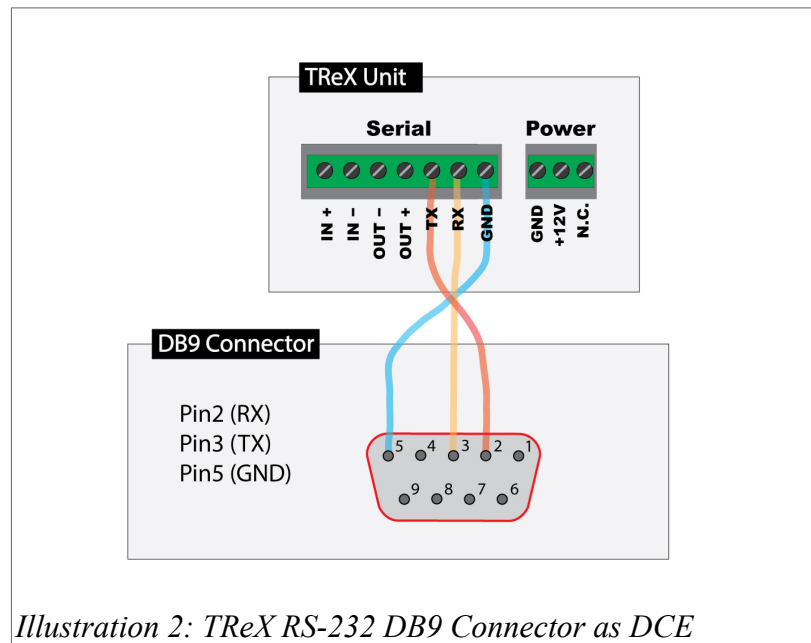 TReX Unit
Serial Power
IN +
IN –
OUT –
OUT +
TX
RX
GND
GND
+12V
N.C.
DB9 Connector
Pin2 (RX)
Pin3 (TX)
Pin5 (GND)
5 4 3 2 1
9 8 7 6
Illustration 2: TReX RS-232 DB9 Connector as DCE